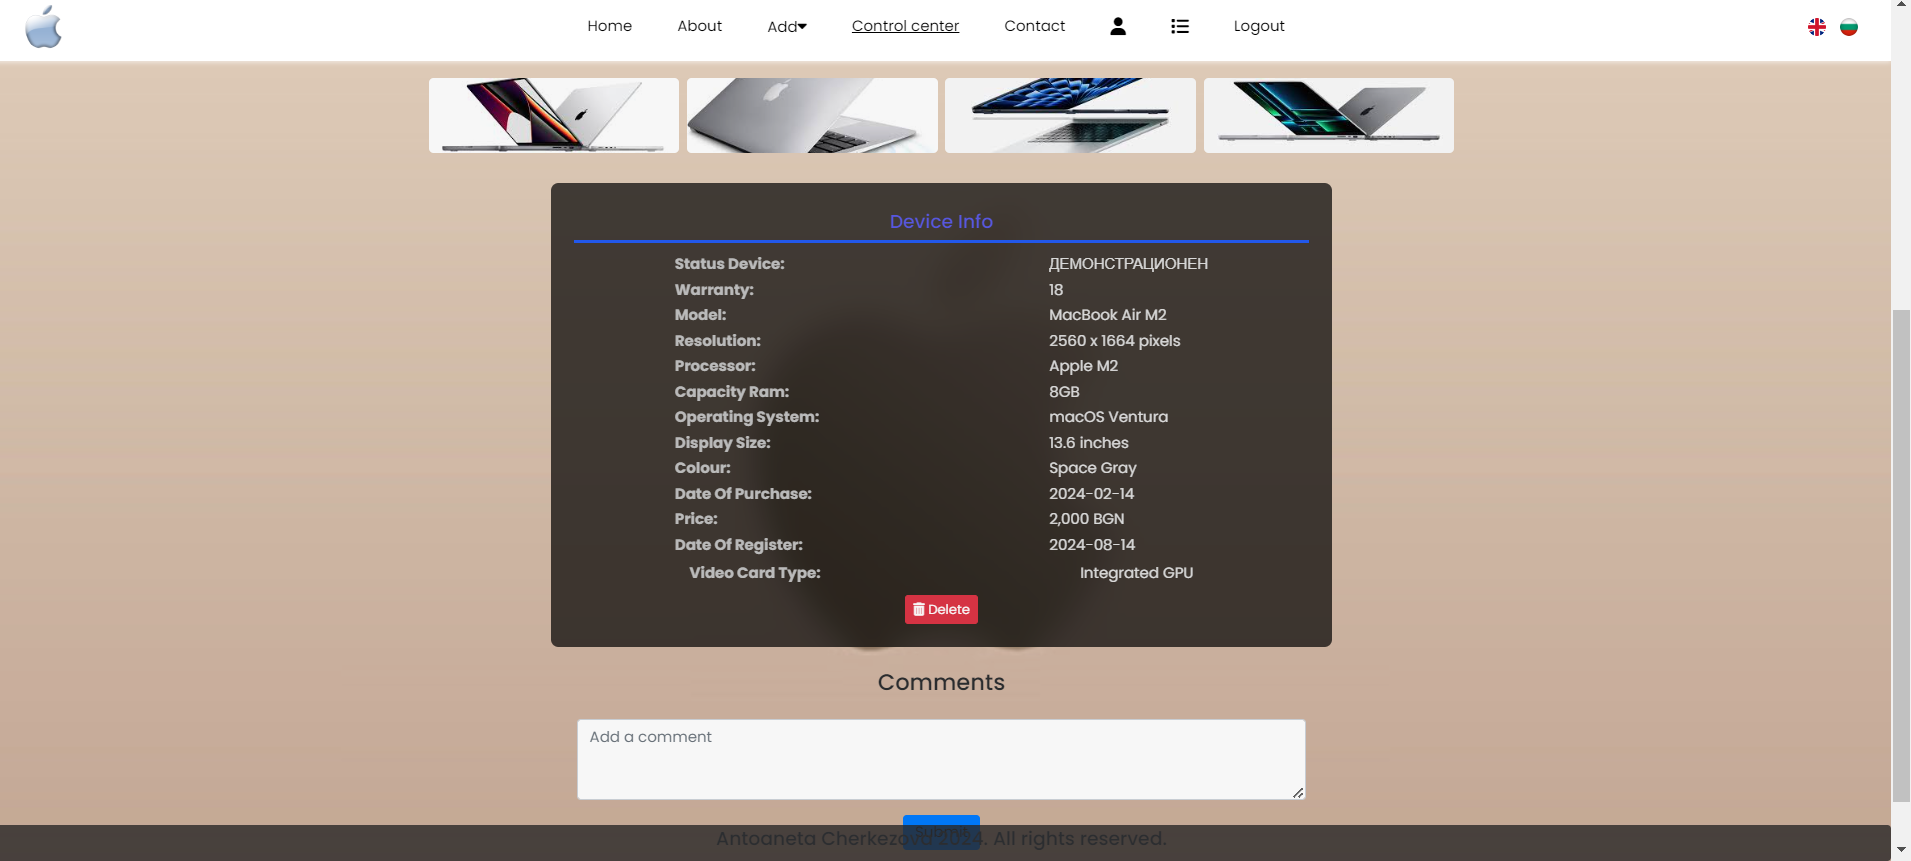 Home About Add Control center Contact Logout
Device Info
Status Device: ДЕМОНСТРАЦИОНЕН
Warranty: 18
Model: MacBook Air M2
Resolution: 2560 x 1664 pixels
Processor: Apple M2
Capacity Ram: 8GB
Operating System: macOS Ventura
Display Size: 13.6 inches
Colour: Space Gray
Date Of Purchase: 2024-02-14
Price: 2,000 BGN
Date Of Register: 2024-08-14
Video Card Type: Integrated GPU
Delete
Comments
Add a comment
Submit
Antoaneta Cherkezova 2024. All rights reserved.